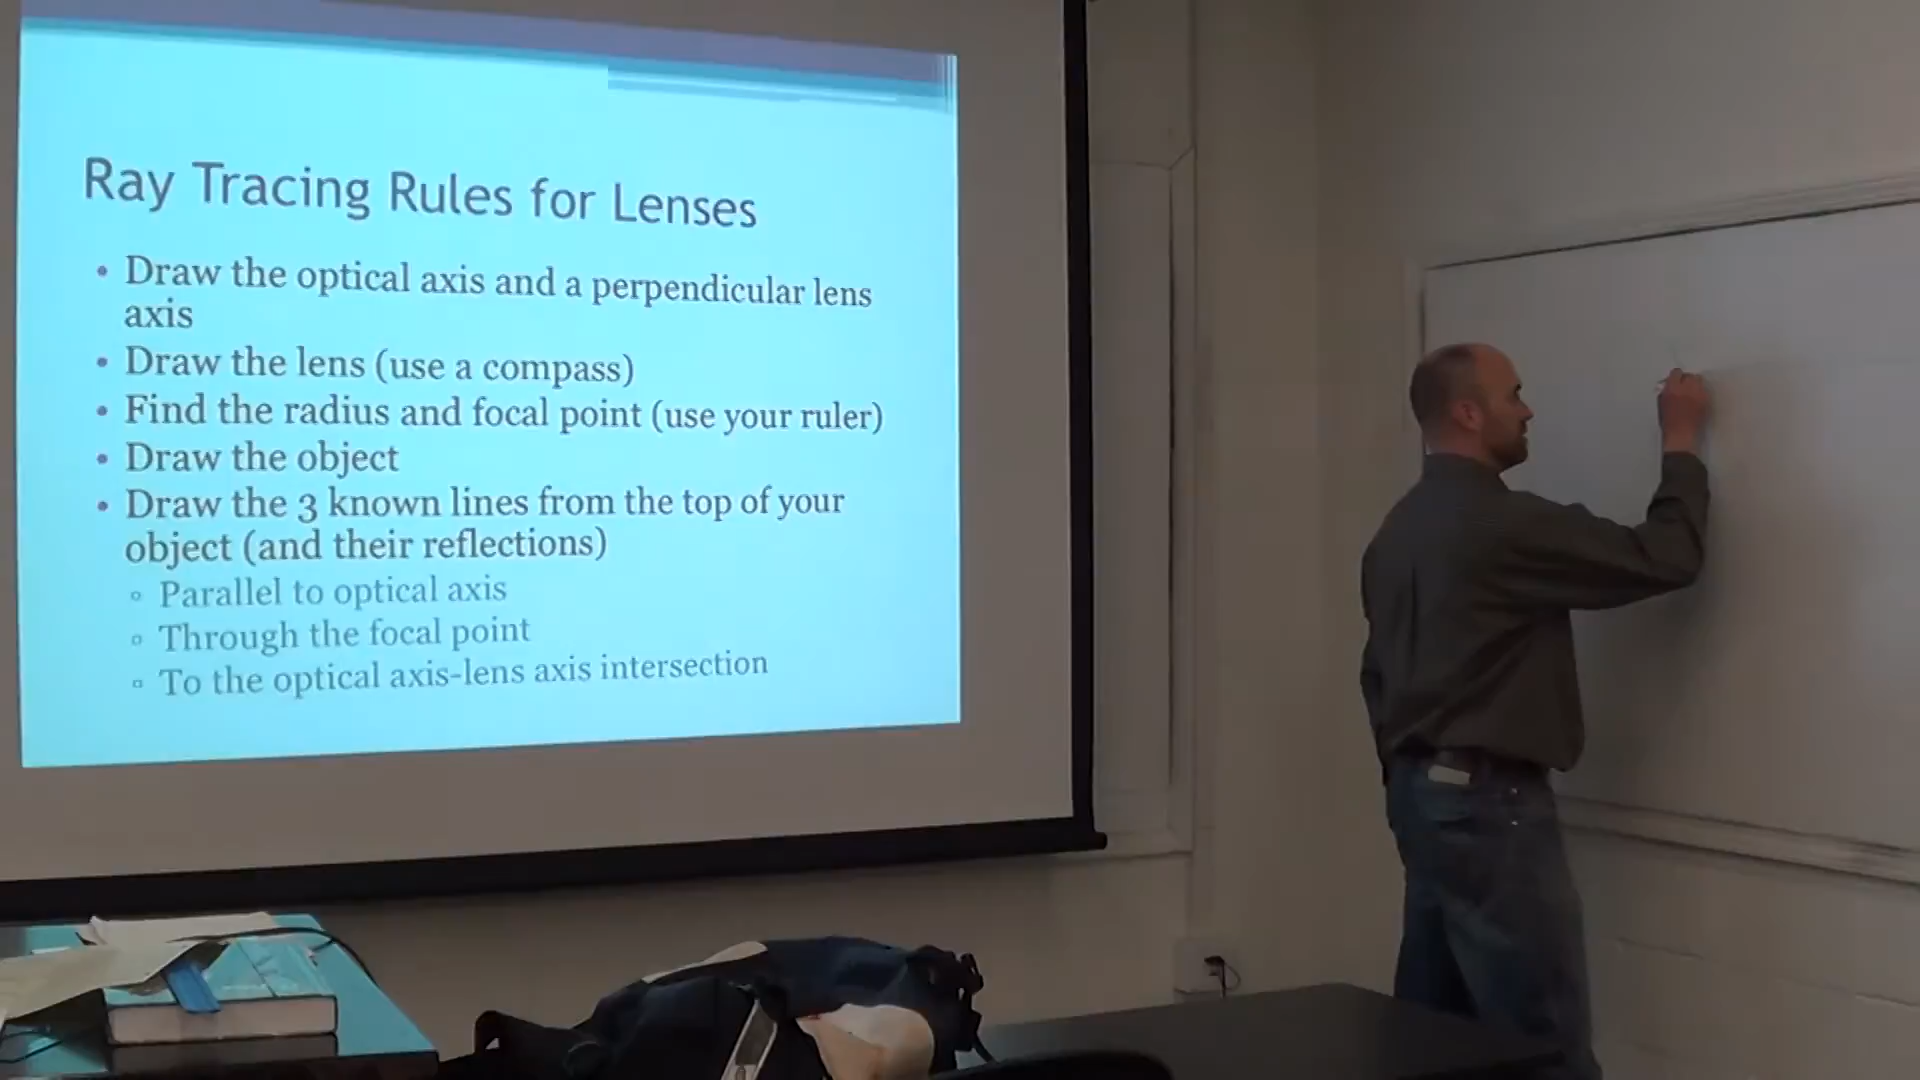 Ray Tracing Rules for Lenses
• Draw the optical axis and a perpendicular lens
axis
• Draw the lens (use a compass)
• Find the radius and focal point (use your ruler)
• Draw the object
• Draw the 3 known lines from the top of your
object (and their reflections)
▫ Parallel to optical axis
▫ Through the focal point
▫ To the optical axis-lens axis intersection